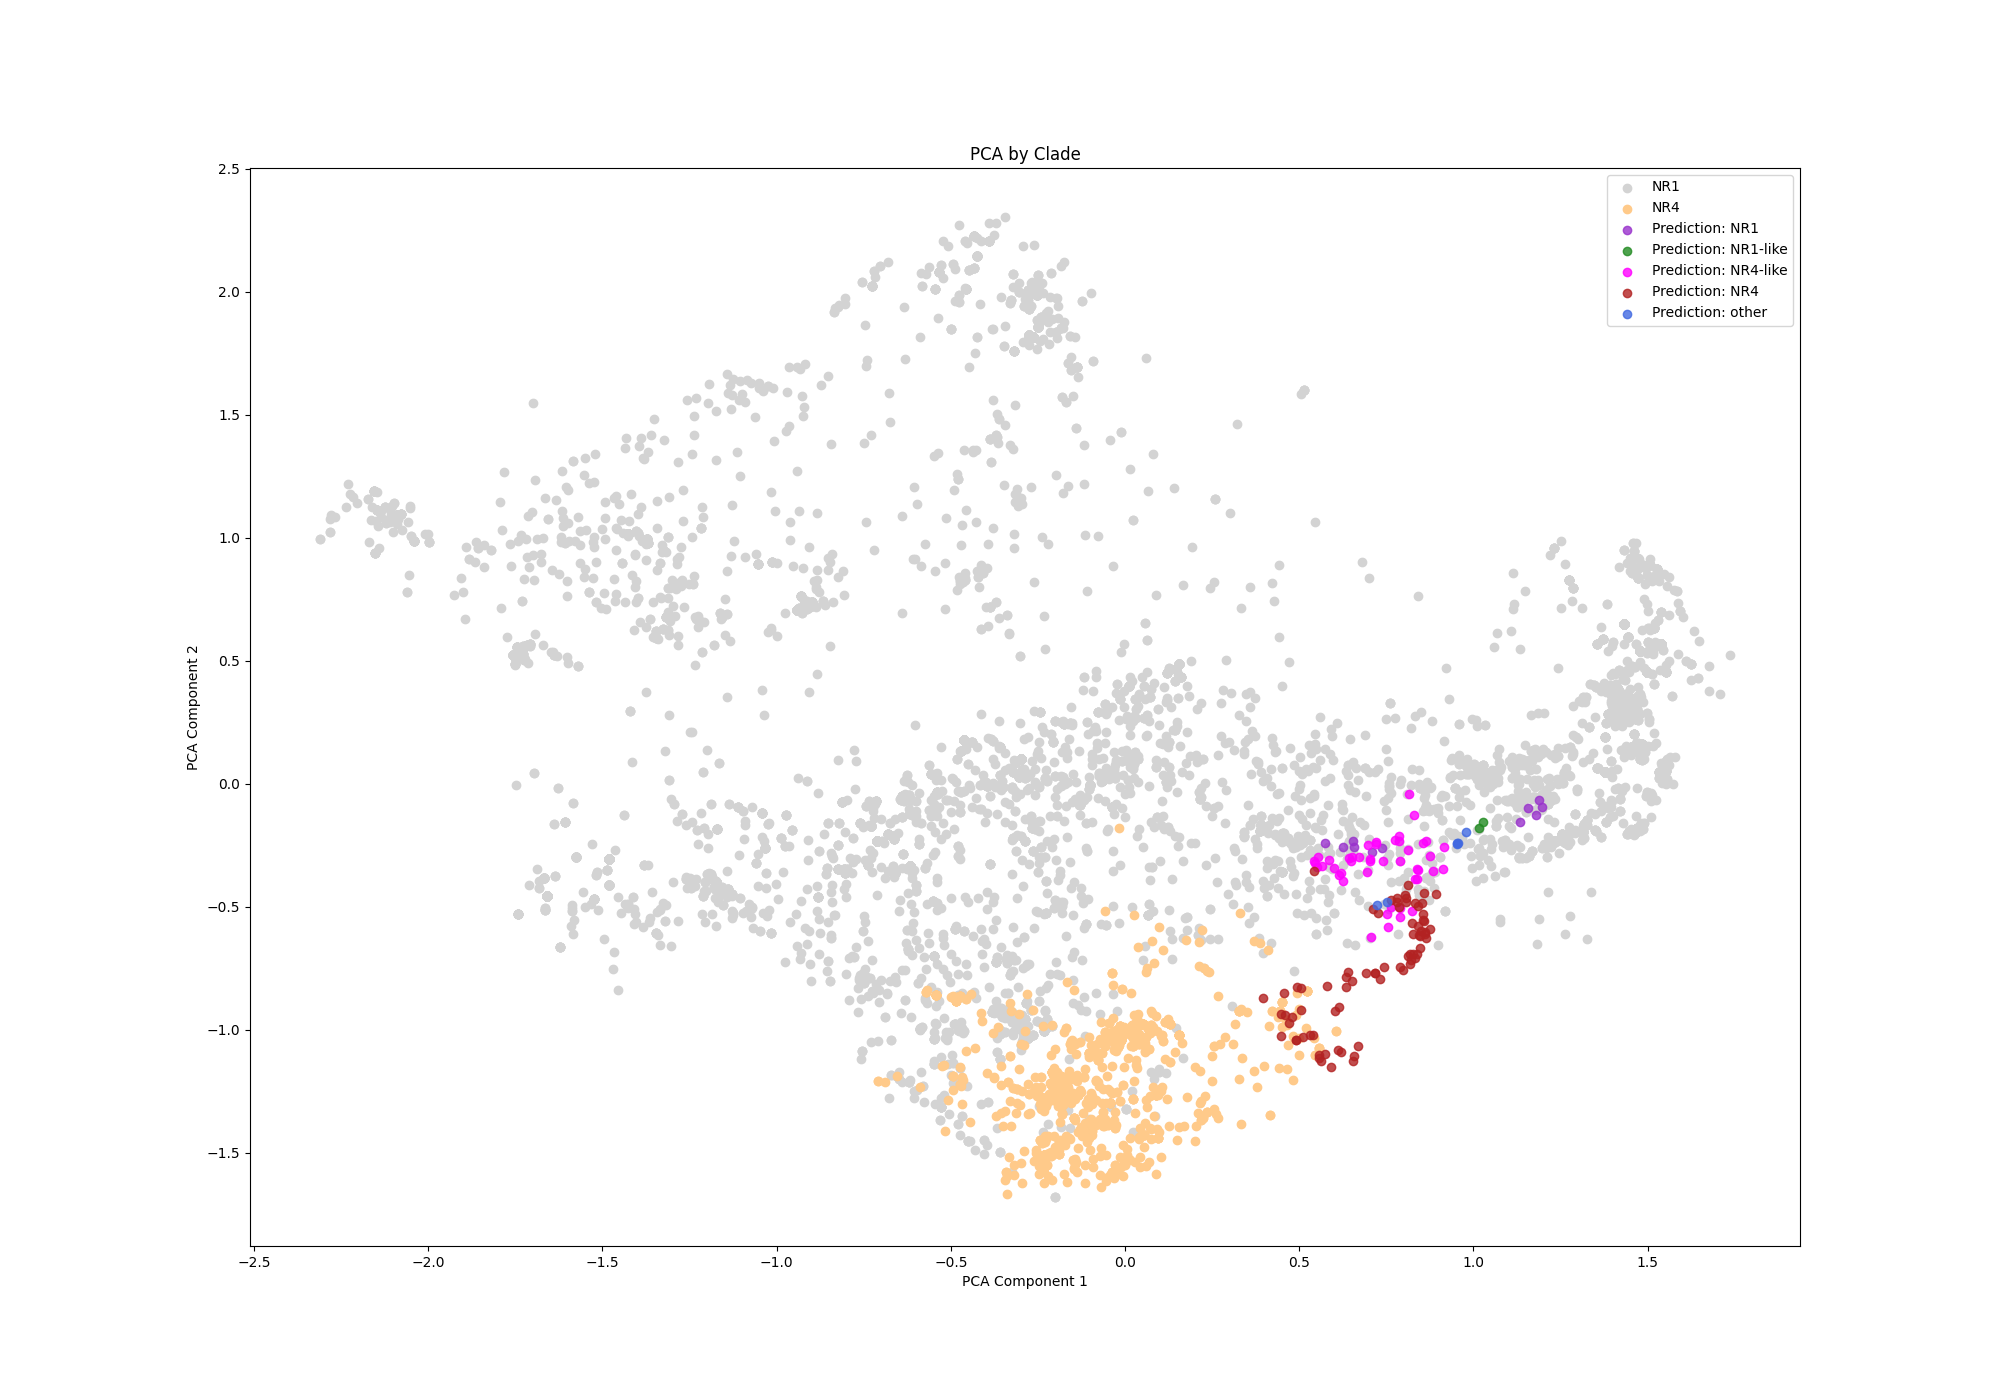 PCA by Clade
NR1
NR4
Prediction: NR1
Prediction: NR1-like
Prediction: NR4-like
Prediction: NR4
Prediction: other
PCA Component 2
2.5
2.0
1.5
1.0
0.5
0.0
−0.5
−1.0
−1.5
−2.5 −2.0 −1.5 −1.0 −0.5 0.0 0.5 1.0 1.5
PCA Component 1